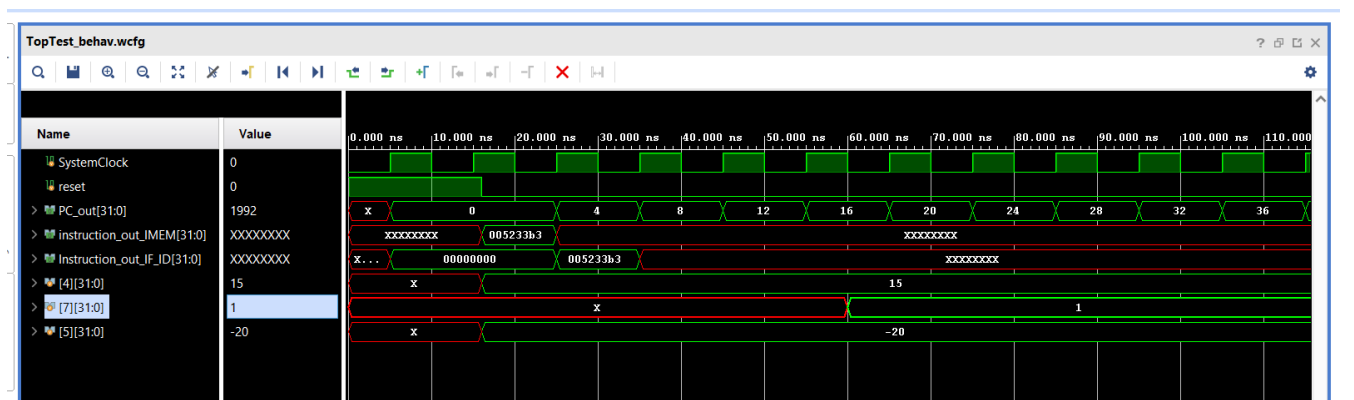 TopTest_behav.wcfg
Name Value
0.000 ns 10.000 ns 20.000 ns 30.000 ns 40.000 ns 50.000 ns 60.000 ns 70.000 ns 80.000 ns 90.000 ns 100.000 ns 110.000
SystemClock 0
reset 0
PC_out[31:0] 1992 X 0 4 8 12 16 20 24 28 32 36
instruction_out_IMEM[31:0] XXXXXXXX XXXXXXXX 005233b3 XXXXXXXX
Instruction_out_IF_ID[31:0] XXXXXXXX X... 00000000 005233b3 XXXXXXXX
[4][31:0] 15 X 15
[7][31:0] 1 X 1
[5][31:0] -20 X -20